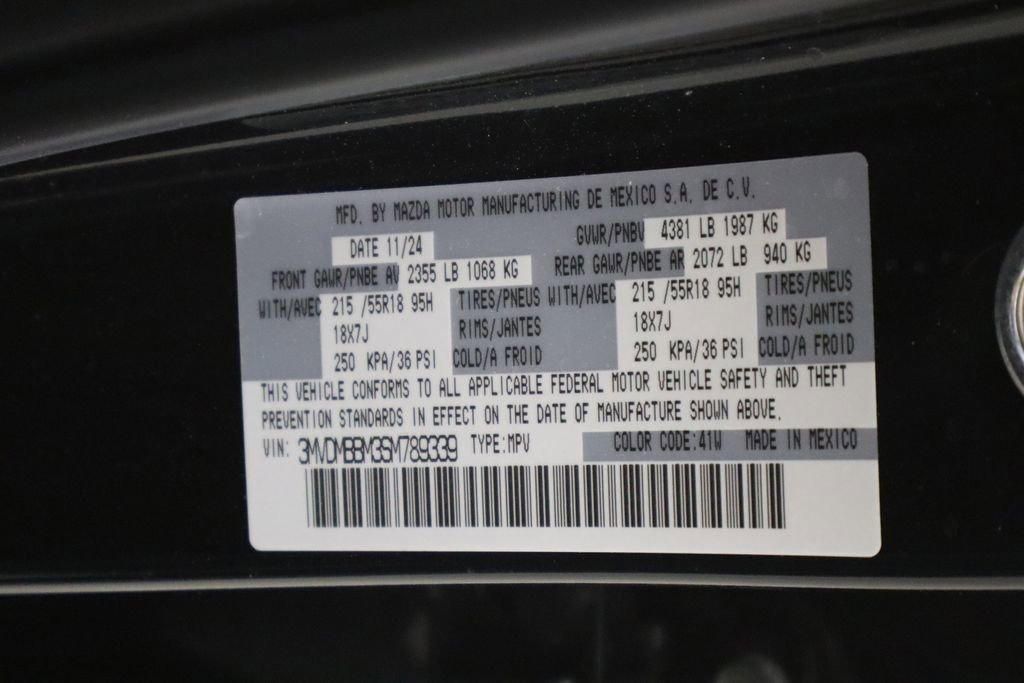 MFD. BY MAZDA MOTOR MANUFACTURING DE MEXICO S.A. DE C.V.
DATE 11/24 GVWR/PNBV 4381 LB 1987 KG
FRONT GAWR/PNBE AV 2355 LB 1068 KG REAR GAWR/PNBE AR 2072 LB 940 KG
WITH/AVEC 215 /55R18 95H TIRES/PNEUS WITH/AVEC 215 /55R18 95H TIRES/PNEUS
18X7J RIMS/JANTES 18X7J RIMS/JANTES
250 KPA/36 PSI COLD/A FROID 250 KPA/36 PSI COLD/A FROID
THIS VEHICLE CONFORMS TO ALL APPLICABLE FEDERAL MOTOR VEHICLE SAFETY AND THEFT
PREVENTION STANDARDS IN EFFECT ON THE DATE OF MANUFACTURE SHOWN ABOVE.
VIN: 3MVDMBBM3SM789339 TYPE:MPV COLOR CODE:41W MADE IN MEXICO